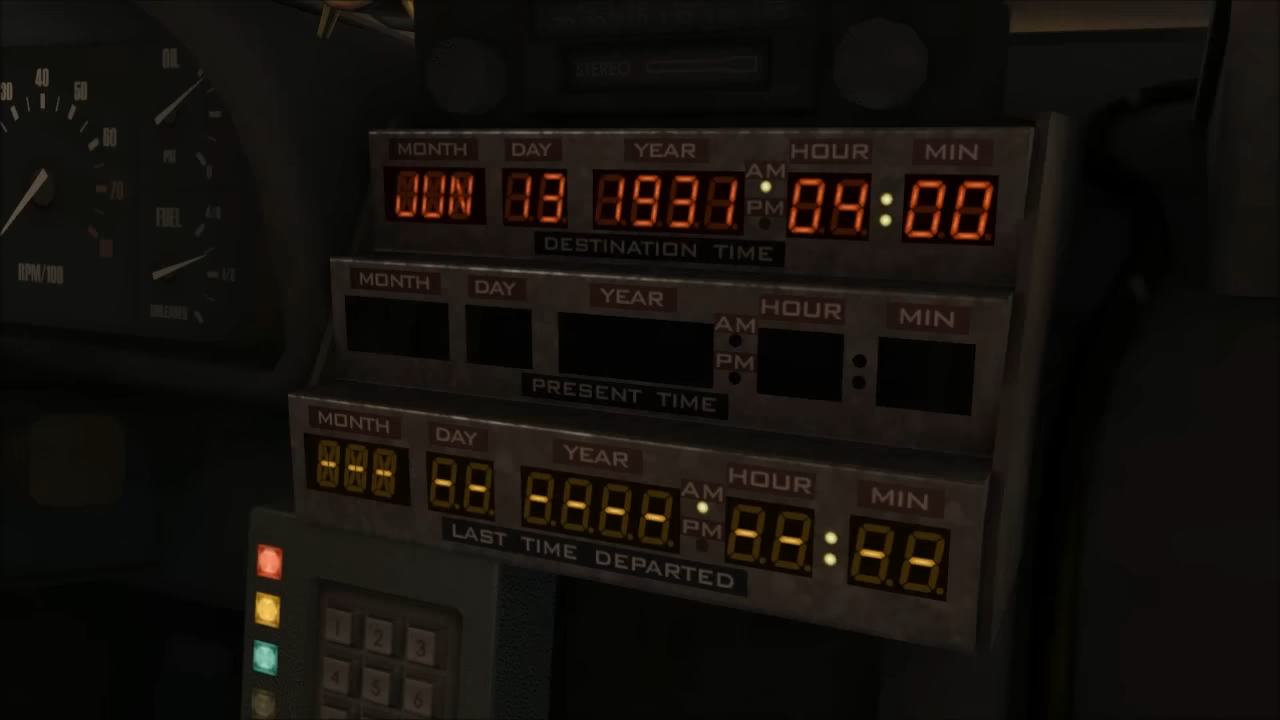 OIL
40
30 50
60
70
PSI
FUEL
RPM/100
STEREO
MONTH DAY YEAR AM HOUR MIN
JUN 13 1931 PM 04:00
DESTINATION TIME
MONTH DAY YEAR AM HOUR MIN
PM
PRESENT TIME
MONTH DAY YEAR AM HOUR MIN
--- -- ---- PM --:--
LAST TIME DEPARTED
1 2 3
4 5 6